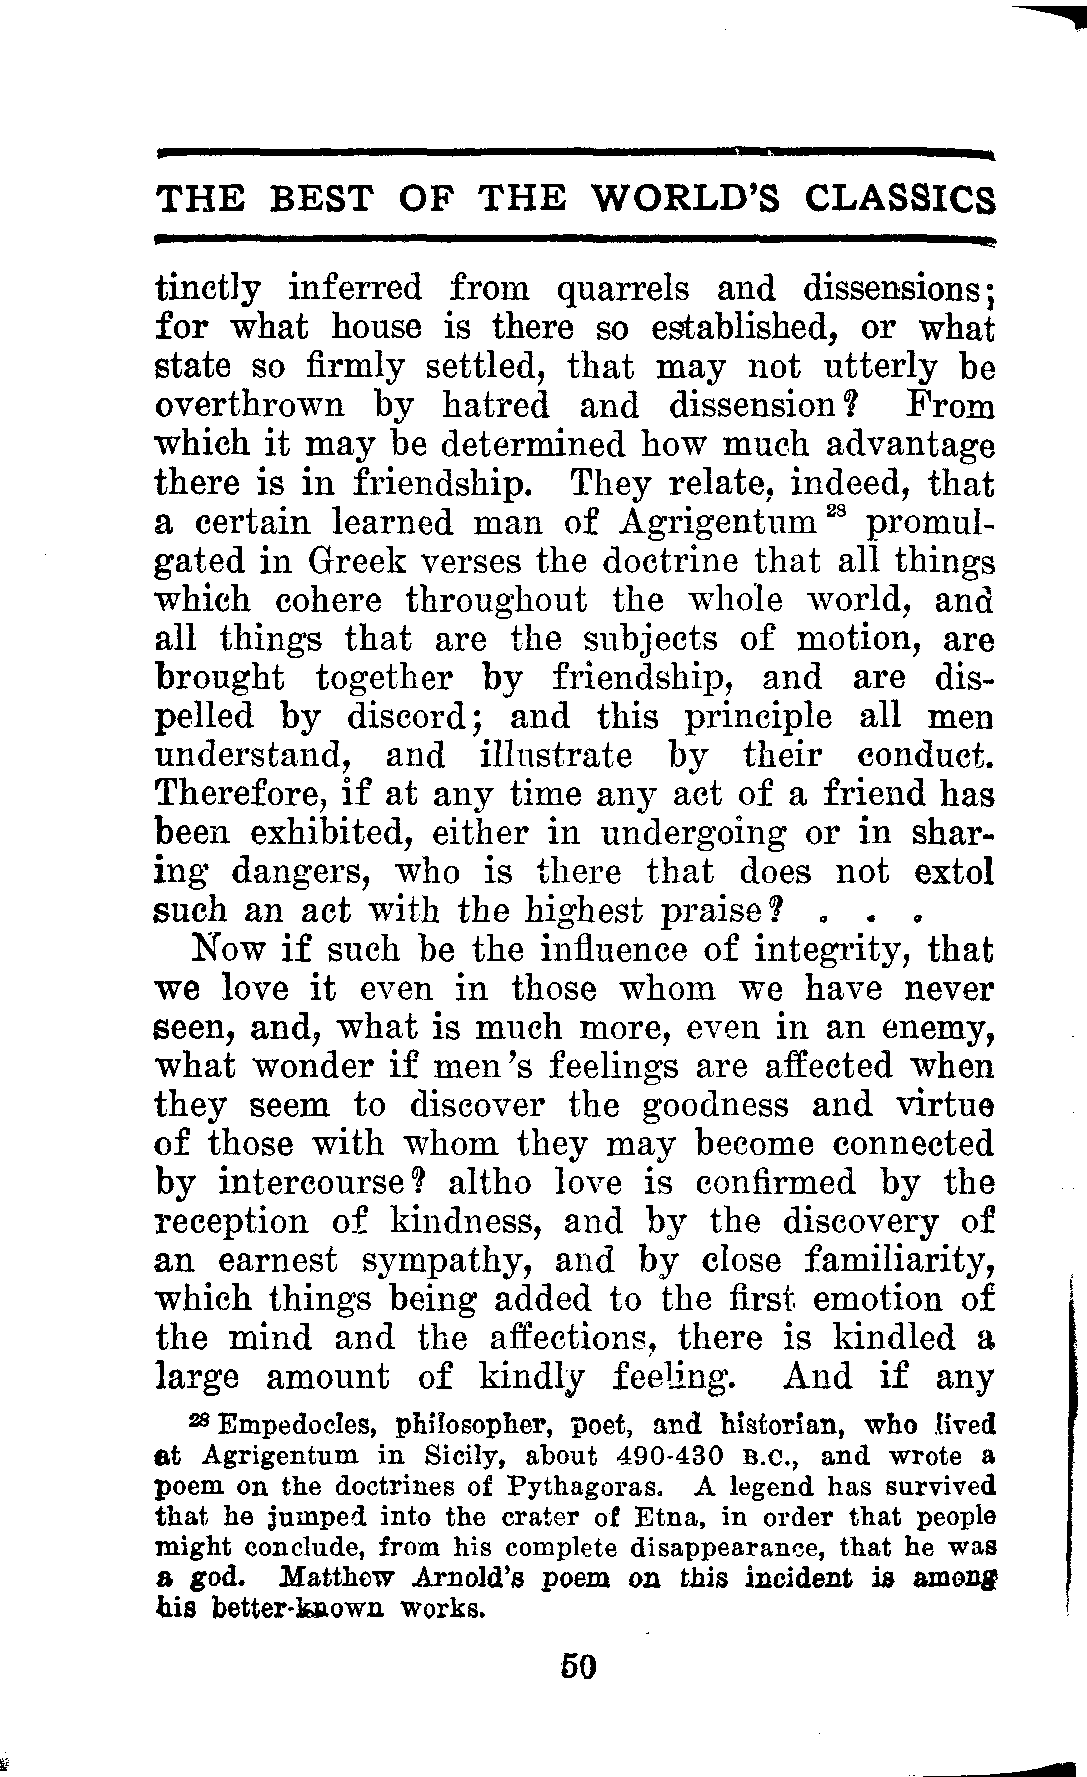 THE BEST OF THE WORLD'S CLASSICS
tinctly inferred from quarrels and dissensions;
for what house is there so established, or what
state so firmly settled, that may not utterly be
overthrown by hatred and dissension? From
which it may be determined how much advantage
there is in friendship. They relate, indeed, that
a certain learned man of Agrigentum²⁸ promul-
gated in Greek verses the doctrine that all things
which cohere throughout the whole world, and
all things that are the subjects of motion, are
brought together by friendship, and are dis-
pelled by discord; and this principle all men
understand, and illustrate by their conduct.
Therefore, if at any time any act of a friend has
been exhibited, either in undergoing or in shar-
ing dangers, who is there that does not extol
such an act with the highest praise? . . .
Now if such be the influence of integrity, that
we love it even in those whom we have never
seen, and, what is much more, even in an enemy,
what wonder if men's feelings are affected when
they seem to discover the goodness and virtue
of those with whom they may become connected
by intercourse? altho love is confirmed by the
reception of kindness, and by the discovery of
an earnest sympathy, and by close familiarity,
which things being added to the first emotion of
the mind and the affections, there is kindled a
large amount of kindly feeling. And if any
²⁸ Empedocles, philosopher, poet, and historian, who lived
at Agrigentum in Sicily, about 490-430 B.C., and wrote a
poem on the doctrines of Pythagoras. A legend has survived
that he jumped into the crater of Etna, in order that people
might conclude, from his complete disappearance, that he was
a god. Matthew Arnold's poem on this incident is among
his better-known works.
50